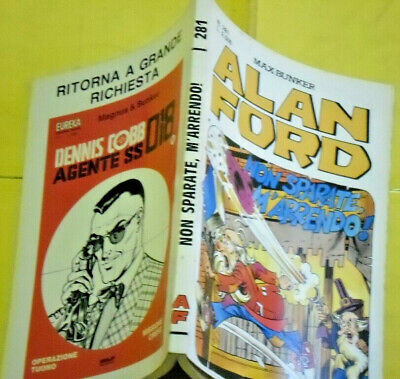 RITORNA A GRANDE
RICHIESTA
EUREKA
Magnus & Bunker
DENNIS COBB
AGENTE SS 018
OPERAZIONE
TUONO
281
NON SPARATE, M'ARRENDO!
AF
MAX BUNKER
ALAN
FORD
NON SPARATE,
M'ARRENDO!